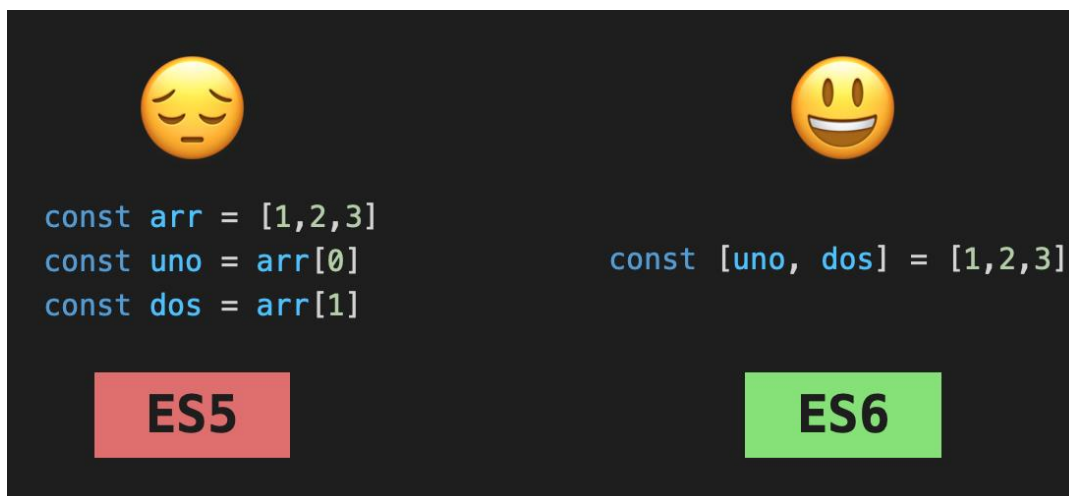 const arr = [1,2,3]
const uno = arr[0]
const dos = arr[1]
ES5
const [uno, dos] = [1,2,3]
ES6